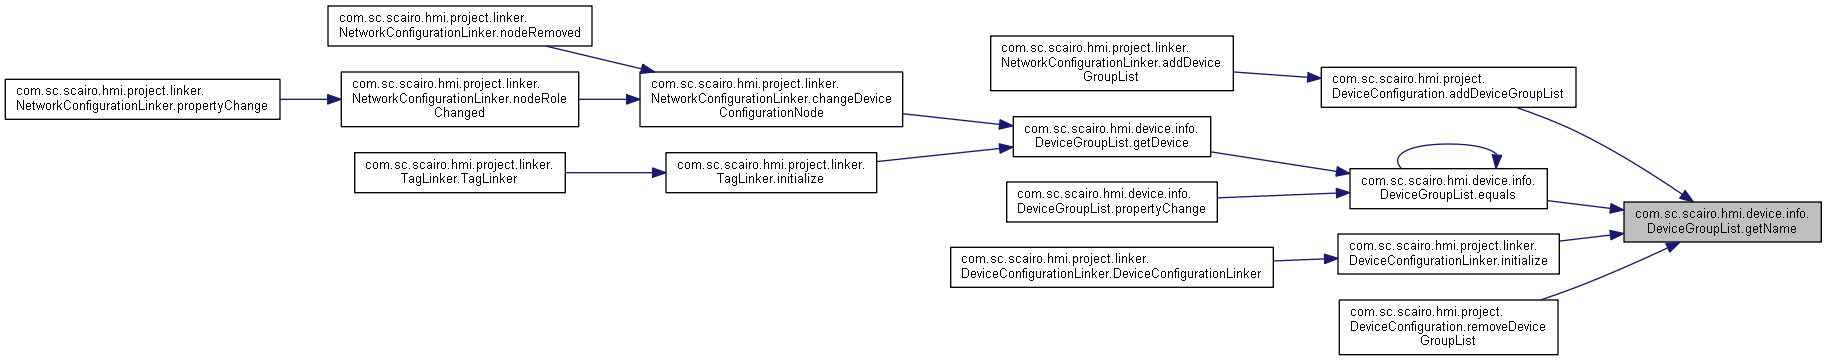 com.sc.scairo.hmi.project.linker.
NetworkConfigurationLinker.nodeRemoved
com.sc.scairo.hmi.project.linker.
NetworkConfigurationLinker.propertyChange
com.sc.scairo.hmi.project.linker.
NetworkConfigurationLinker.nodeRole
Changed
com.sc.scairo.hmi.project.linker.
TagLinker.TagLinker
com.sc.scairo.hmi.project.linker.
NetworkConfigurationLinker.changeDevice
ConfigurationNode
com.sc.scairo.hmi.project.linker.
TagLinker.initialize
com.sc.scairo.hmi.project.linker.
NetworkConfigurationLinker.addDevice
GroupList
com.sc.scairo.hmi.device.info.
DeviceGroupList.getDevice
com.sc.scairo.hmi.device.info.
DeviceGroupList.propertyChange
com.sc.scairo.hmi.project.linker.
DeviceConfigurationLinker.DeviceConfigurationLinker
com.sc.scairo.hmi.project.
DeviceConfiguration.addDeviceGroupList
com.sc.scairo.hmi.device.info.
DeviceGroupList.equals
com.sc.scairo.hmi.project.linker.
DeviceConfigurationLinker.initialize
com.sc.scairo.hmi.project.
DeviceConfiguration.removeDevice
GroupList
com.sc.scairo.hmi.device.info.
DeviceGroupList.getName